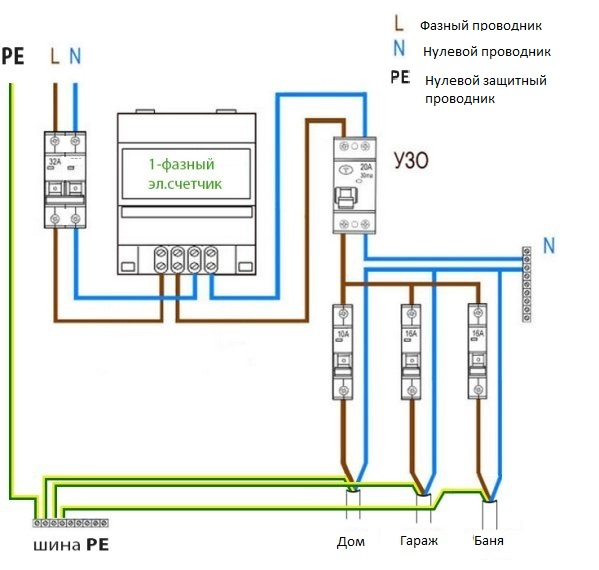 L Фазный проводник
N Нулевой проводник
PE Нулевой защитный
проводник
PE L N
32A
1-фазный
эл.счетчик
20A
30ma
УЗО
N
10A
16A
16A
Дом
Гараж
Баня
шина PE